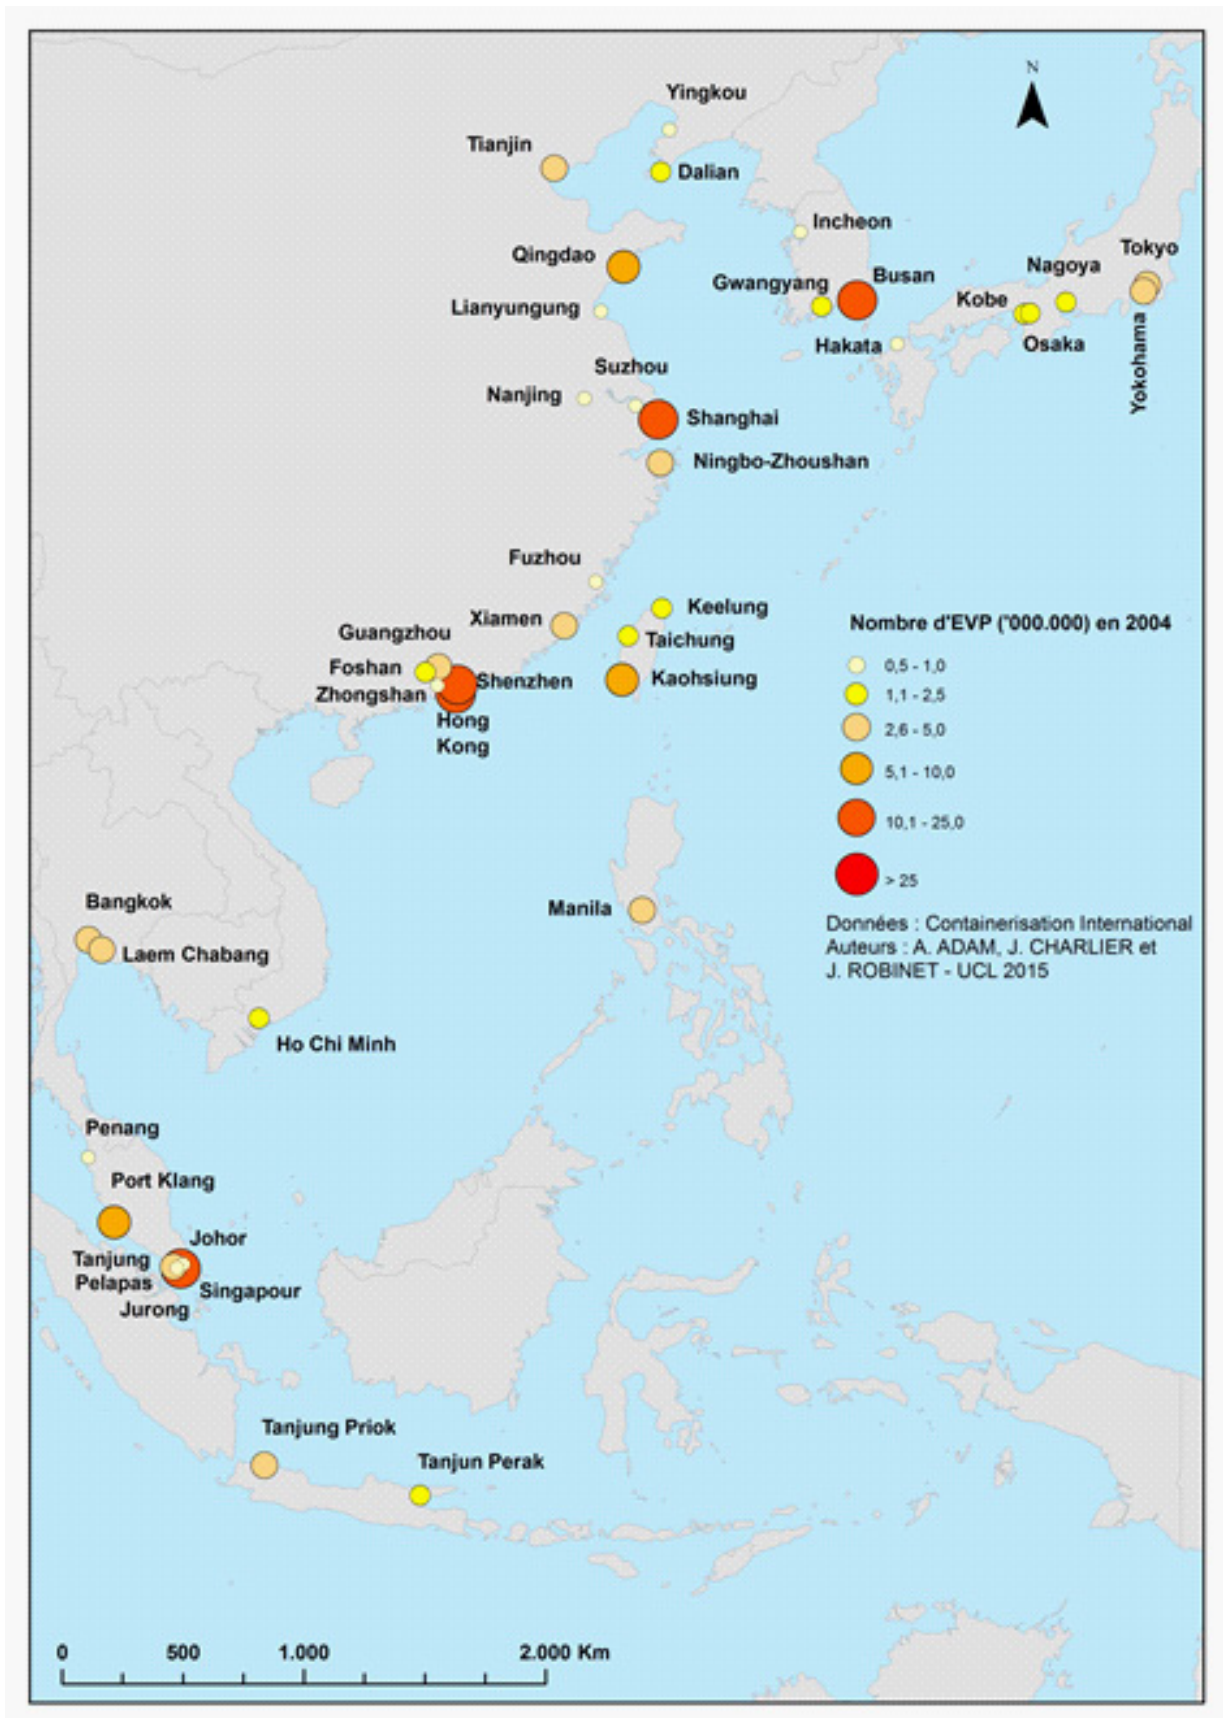 N
Yingkou
Tianjin
Dalian
Incheon
Qingdao
Tokyo
Nagoya
Gwangyang
Busan
Kobe
Lianyungung
Hakata
Osaka
Yokohama
Suzhou
Nanjing
Shanghai
Ningbo-Zhoushan
Fuzhou
Keelung
Xiamen
Guangzhou
Taichung
Foshan
Shenzhen
Kaohsiung
Zhongshan
Hong
Kong
Nombre d'EVP ('000.000) en 2004
0,5 - 1,0
1,1 - 2,5
2,6 - 5,0
5,1 - 10,0
10,1 - 25,0
> 25
Données : Containerisation International
Auteurs : A. ADAM, J. CHARLIER et
J. ROBINET - UCL 2015
Bangkok
Manila
Laem Chabang
Ho Chi Minh
Penang
Port Klang
Johor
Tanjung
Pelapas
Singapour
Jurong
Tanjung Priok
Tanjun Perak
0 500 1.000 2.000 Km